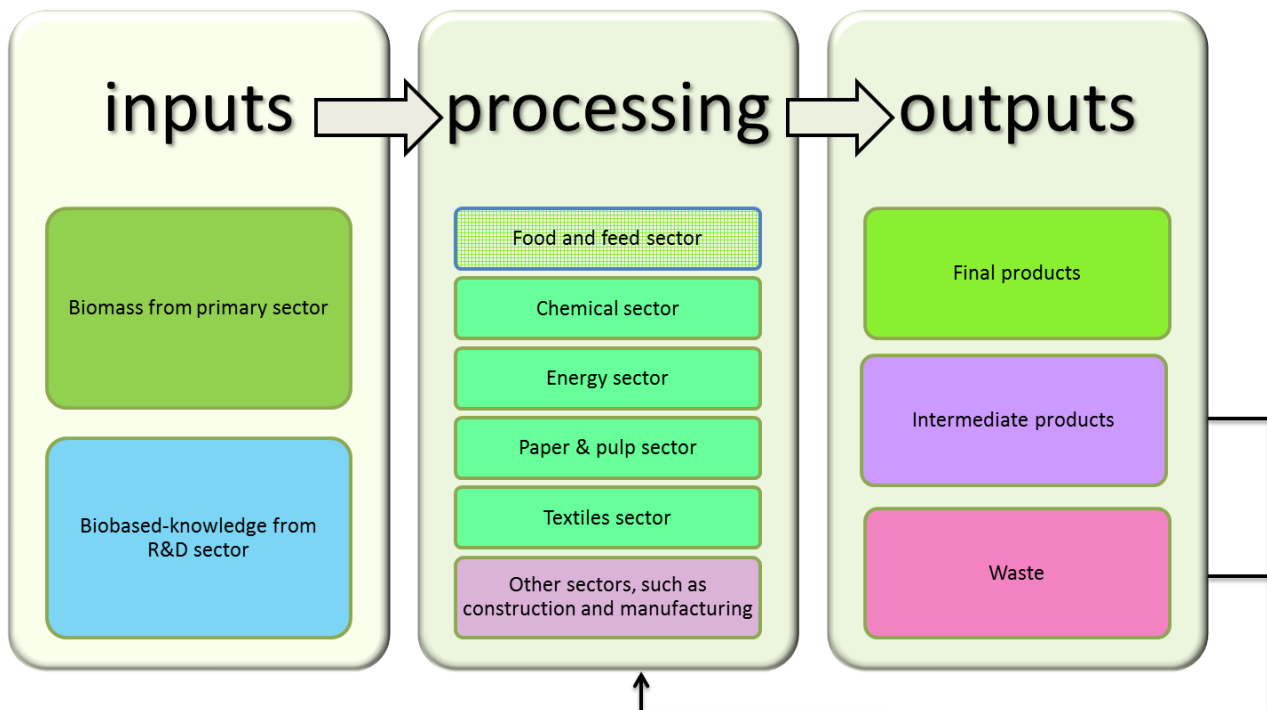 inputs
processing
outputs
Biomass from primary sector
Biobased-knowledge from
R&D sector
Food and feed sector
Chemical sector
Energy sector
Paper & pulp sector
Textiles sector
Other sectors, such as
construction and manufacturing
Final products
Intermediate products
Waste